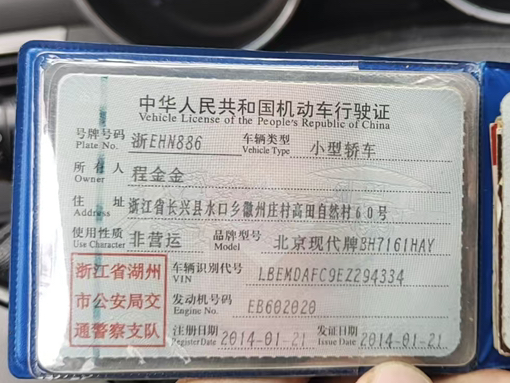 中华人民共和国机动车行驶证
Vehicle License of the People's Republic of China
号牌号码 浙EHN886 车辆类型 小型轿车
Plate No. Vehicle Type
所有人 程金金
Owner
住址 浙江省长兴县水口乡徽州庄村高田自然村60号
Address
使用性质 非营运 品牌型号 北京现代牌BH7161HAY
Use Character Model
浙江省湖州
市公安局交
通警察支队
车辆识别代号 LBEMDAFC9EZ294334
VIN
发动机号码 EB602020
Engine No.
注册日期 2014-01-21 发证日期 2014-01-21
Register Date Issue Date